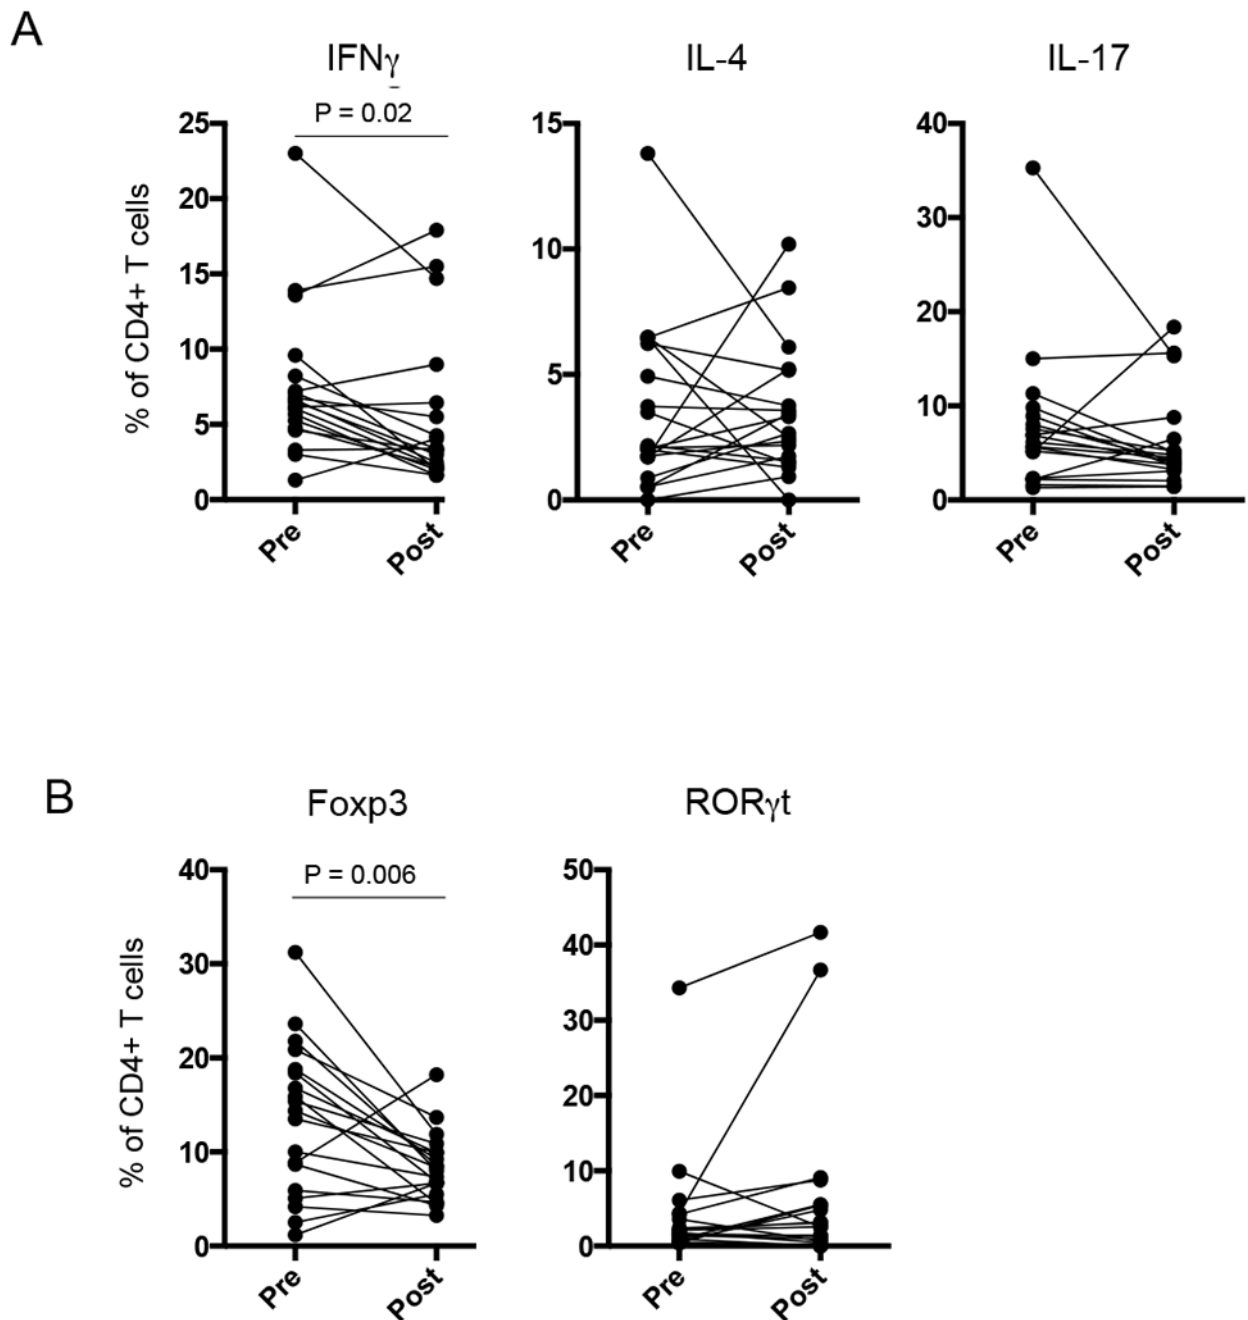 A
IFNγ
IL-4
IL-17
P = 0.02
% of CD4+ T cells
25
20
15
10
5
0
Pre
Post
15
10
5
0
Pre
Post
40
30
20
10
0
Pre
Post
B
Foxp3
RORγt
P = 0.006
% of CD4+ T cells
40
30
20
10
0
Pre
Post
50
40
30
20
10
0
Pre
Post